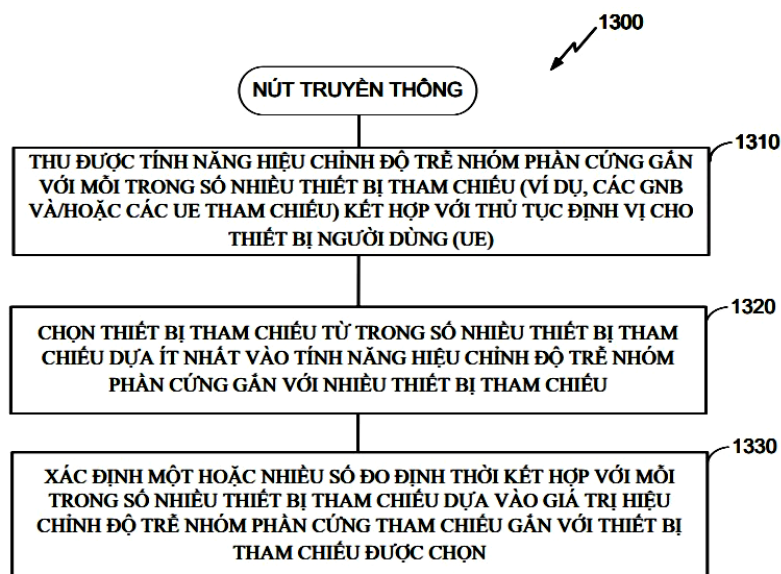 1300
NÚT TRUYỀN THÔNG
1310
THU ĐƯỢC TÍNH NĂNG HIỆU CHỈNH ĐỘ TRỄ NHÓM PHẦN CỨNG GẮN
VỚI MỖI TRONG SỐ NHIỀU THIẾT BỊ THAM CHIẾU (VÍ DỤ, CÁC GNB
VÀ/HOẶC CÁC UE THAM CHIẾU) KẾT HỢP VỚI THỦ TỤC ĐỊNH VỊ CHO
THIẾT BỊ NGƯỜI DÙNG (UE)
1320
CHỌN THIẾT BỊ THAM CHIẾU TỪ TRONG SỐ NHIỀU THIẾT BỊ THAM
CHIẾU DỰA ÍT NHẤT VÀO TÍNH NĂNG HIỆU CHỈNH ĐỘ TRỄ NHÓM
PHẦN CỨNG GẮN VỚI NHIỀU THIẾT BỊ THAM CHIẾU
1330
XÁC ĐỊNH MỘT HOẶC NHIỀU SỐ ĐO ĐỊNH THỜI KẾT HỢP VỚI MỖI
TRONG SỐ NHIỀU THIẾT BỊ THAM CHIẾU DỰA VÀO GIÁ TRỊ HIỆU
CHỈNH ĐỘ TRỄ NHÓM PHẦN CỨNG THAM CHIẾU GẮN VỚI THIẾT BỊ
THAM CHIẾU ĐƯỢC CHỌN